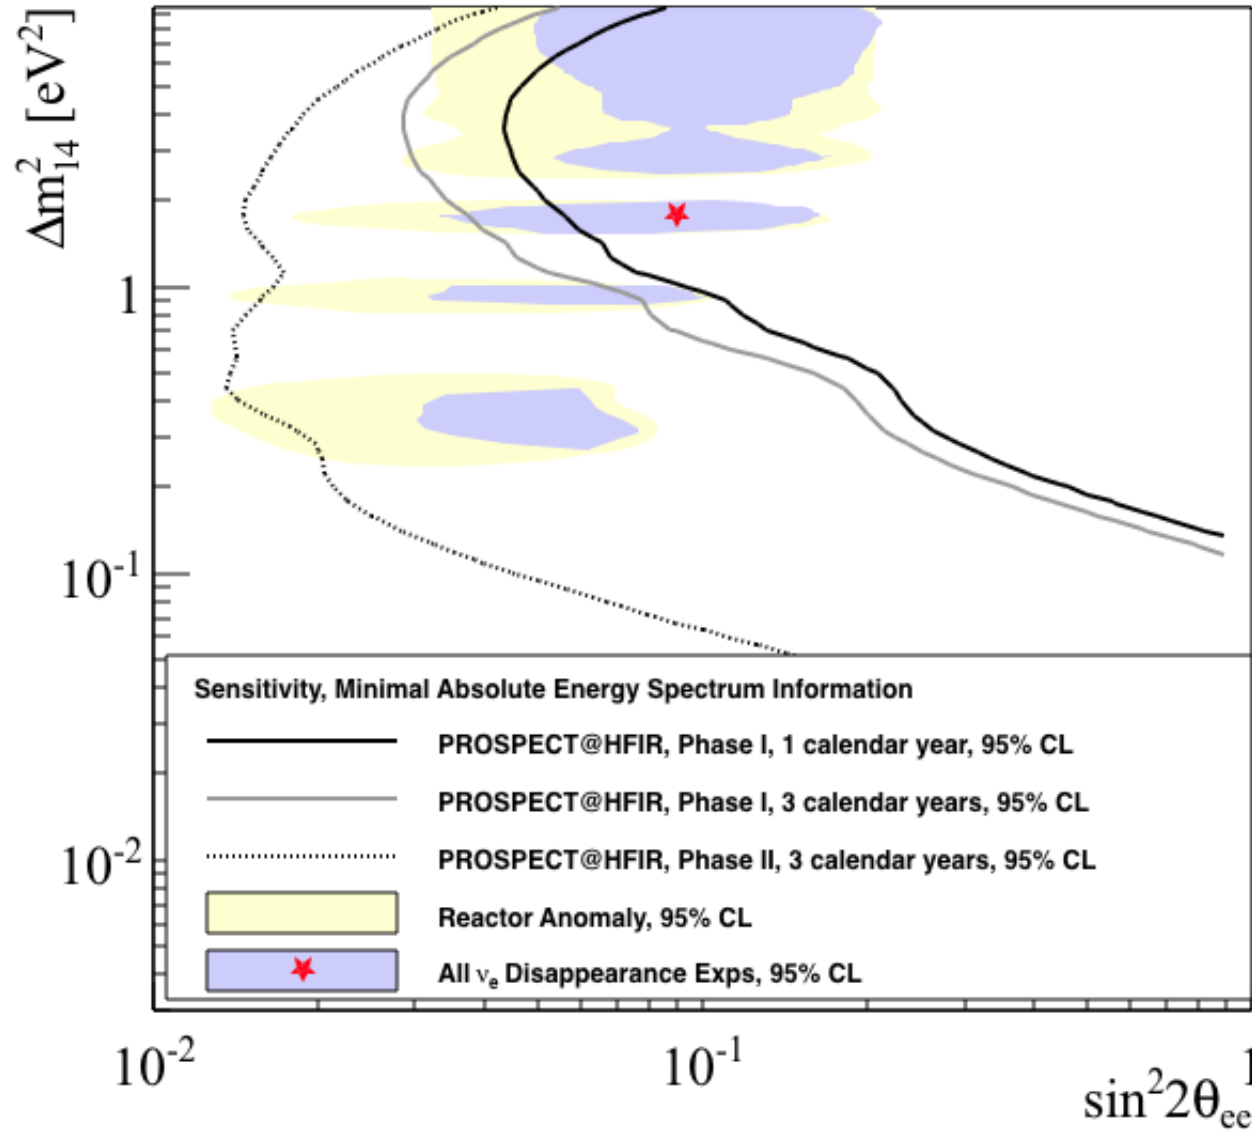 Δm²₁₄ [eV²]
1
10⁻¹
10⁻²
Sensitivity, Minimal Absolute Energy Spectrum Information
PROSPECT@HFIR, Phase I, 1 calendar year, 95% CL
PROSPECT@HFIR, Phase I, 3 calendar years, 95% CL
PROSPECT@HFIR, Phase II, 3 calendar years, 95% CL
Reactor Anomaly, 95% CL
All νₑ Disappearance Exps, 95% CL
10⁻² 10⁻¹ 1
sin²2θₑₑ